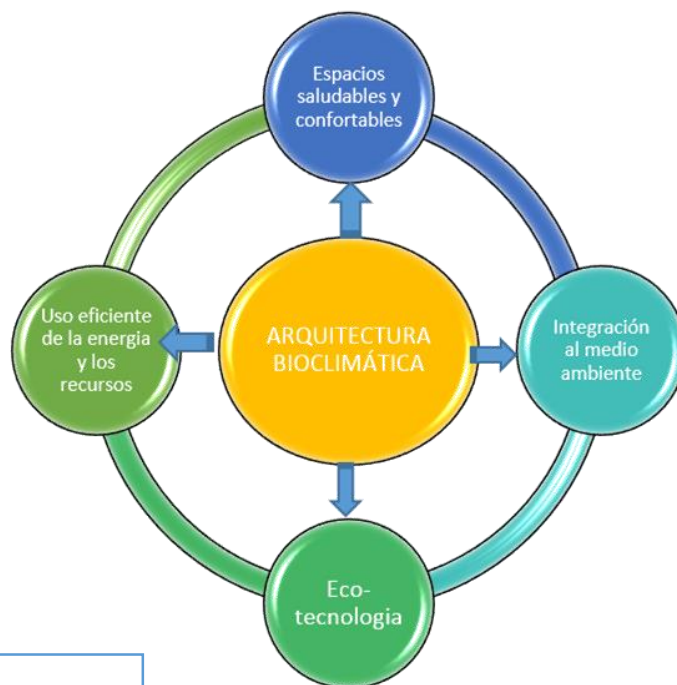 Espacios
saludables y
confortables
Uso eficiente
de la energia
y los
recursos
ARQUITECTURA
BIOCLIMÁTICA
Integración
al medio
ambiente
Eco-
tecnologia